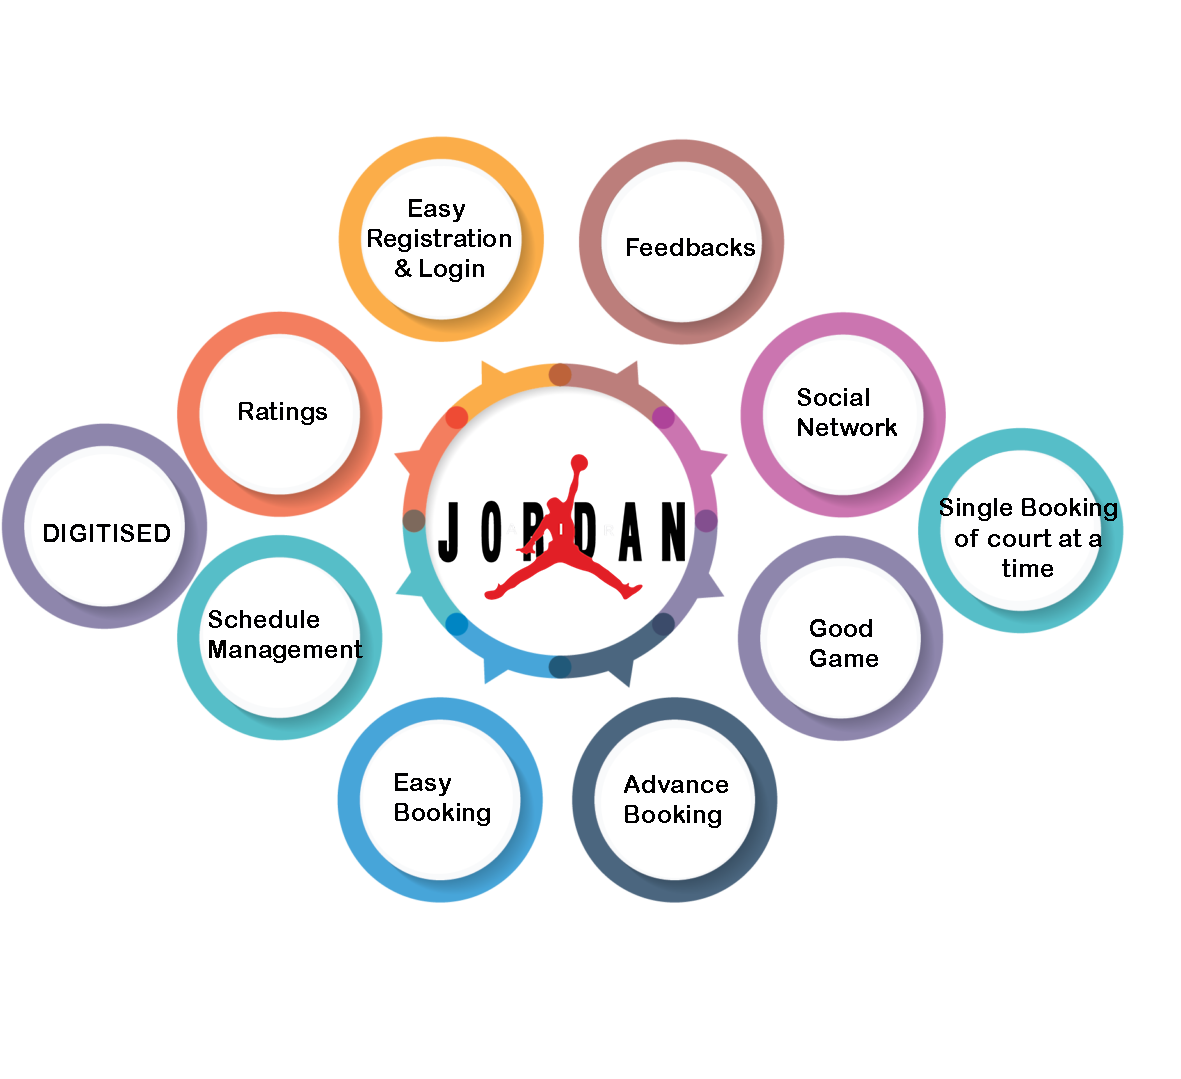 Easy
Registration
& Login
Feedbacks
Ratings
Social
Network
DIGITISED
JORDAN
Single Booking
of court at a
time
Schedule
Management
Good
Game
Easy
Booking
Advance
Booking